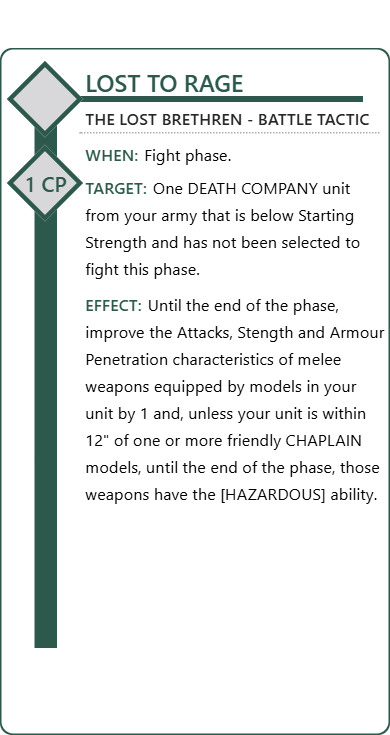 LOST TO RAGE
THE LOST BRETHREN - BATTLE TACTIC
WHEN: Fight phase.
1 CP
TARGET: One DEATH COMPANY unit
from your army that is below Starting
Strength and has not been selected to
fight this phase.
EFFECT: Until the end of the phase,
improve the Attacks, Stength and Armour
Penetration characteristics of melee
weapons equipped by models in your
unit by 1 and, unless your unit is within
12" of one or more friendly CHAPLAIN
models, until the end of the phase, those
weapons have the [HAZARDOUS] ability.